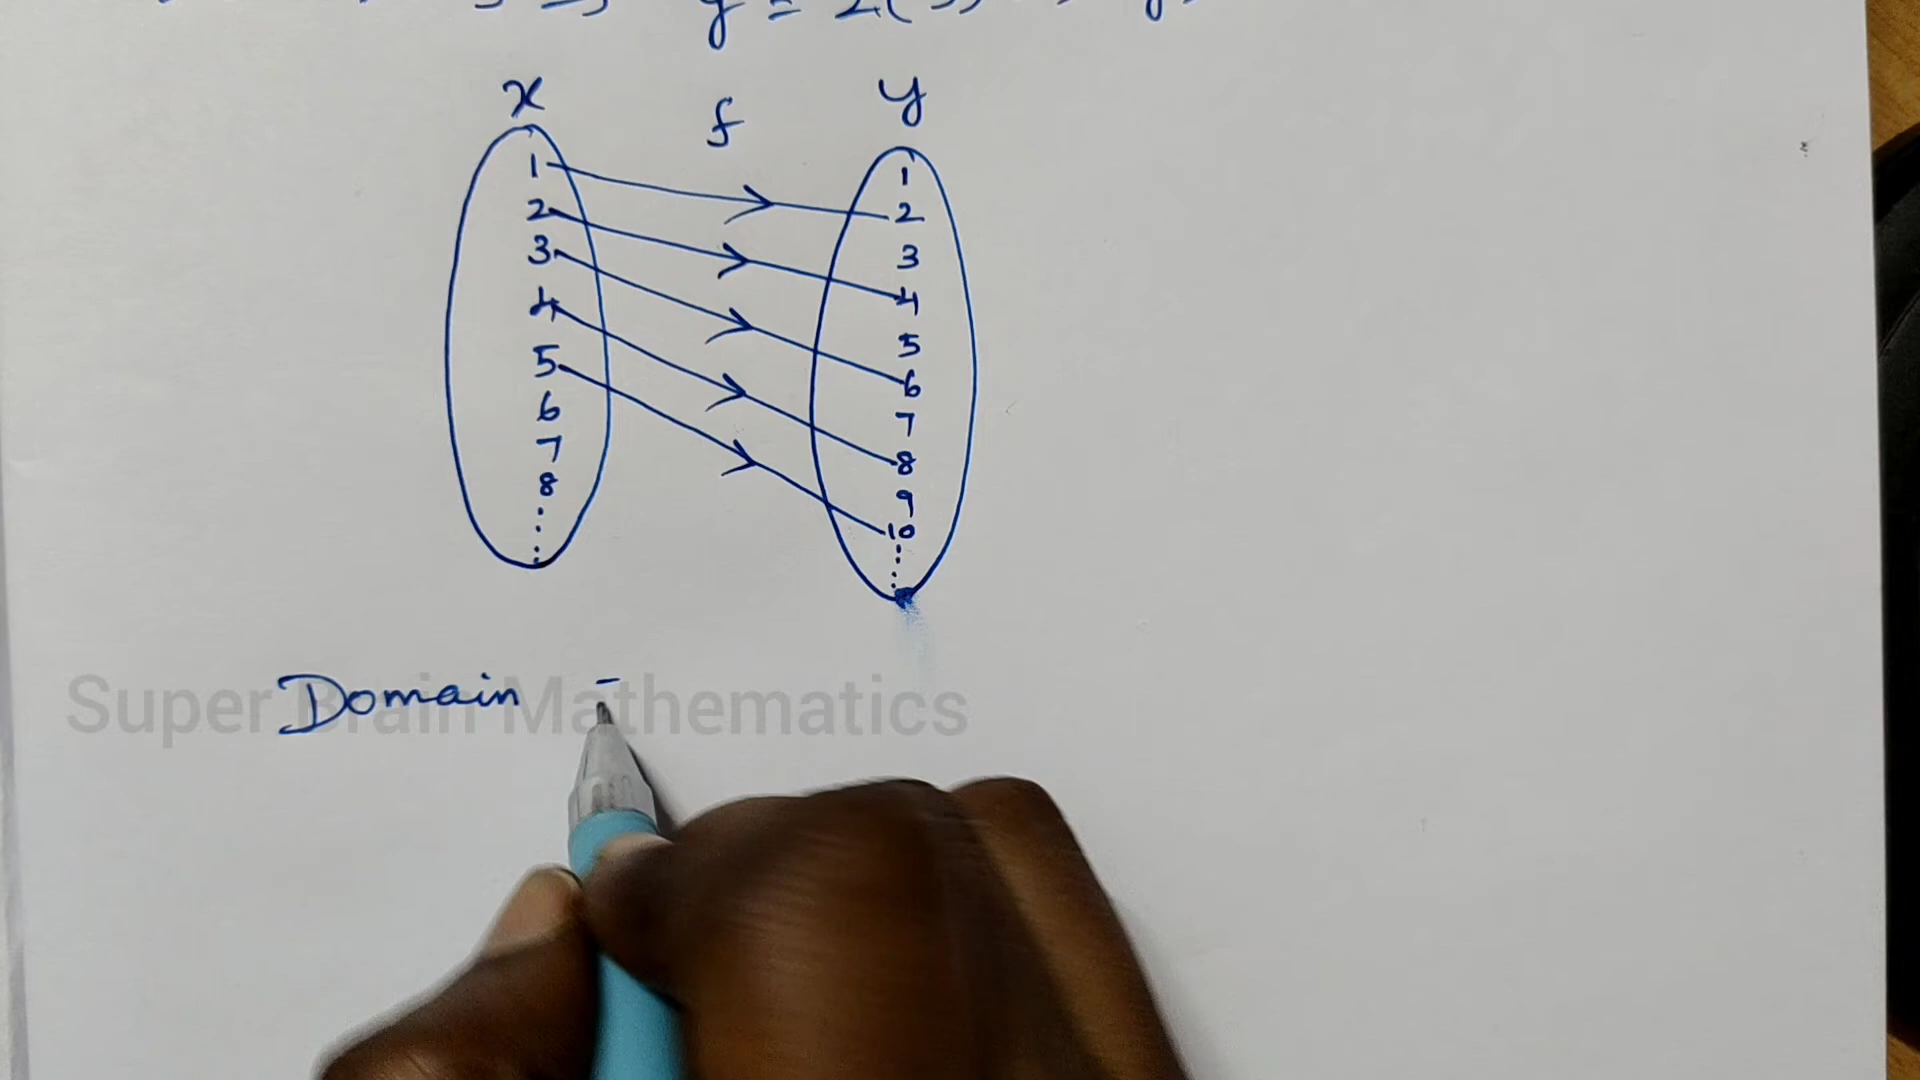 y = 2(
x f y
1 1
2 2
3 3
4 4
5 5
6 6
7 7
8 8
9
10
Domain =
Super Brain Mathematics